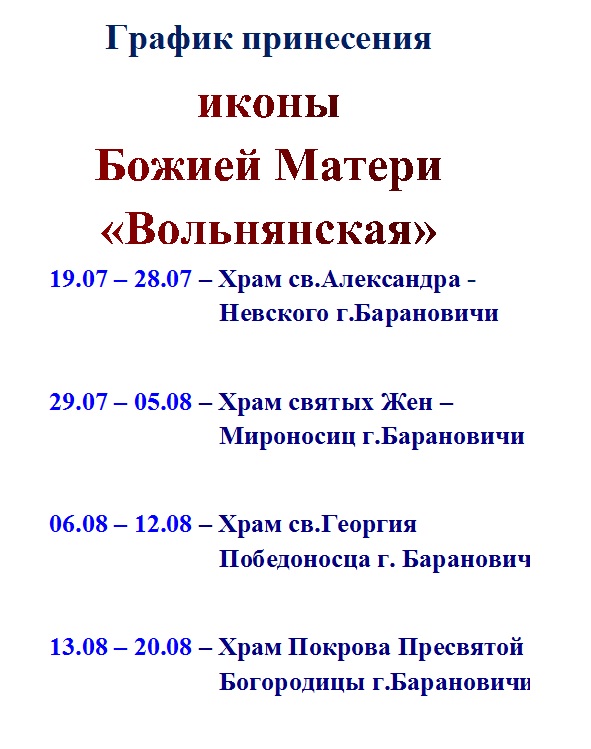 График принесения
иконы
Божией Матери
«Вольнянская»
19.07 – 28.07 – Храм св.Александра -
Невского г.Барановичи
29.07 – 05.08 – Храм святых Жен –
Мироносиц г.Барановичи
06.08 – 12.08 – Храм св.Георгия
Победоносца г. Баранович
13.08 – 20.08 – Храм Покрова Пресвятой
Богородицы г.Барановичи